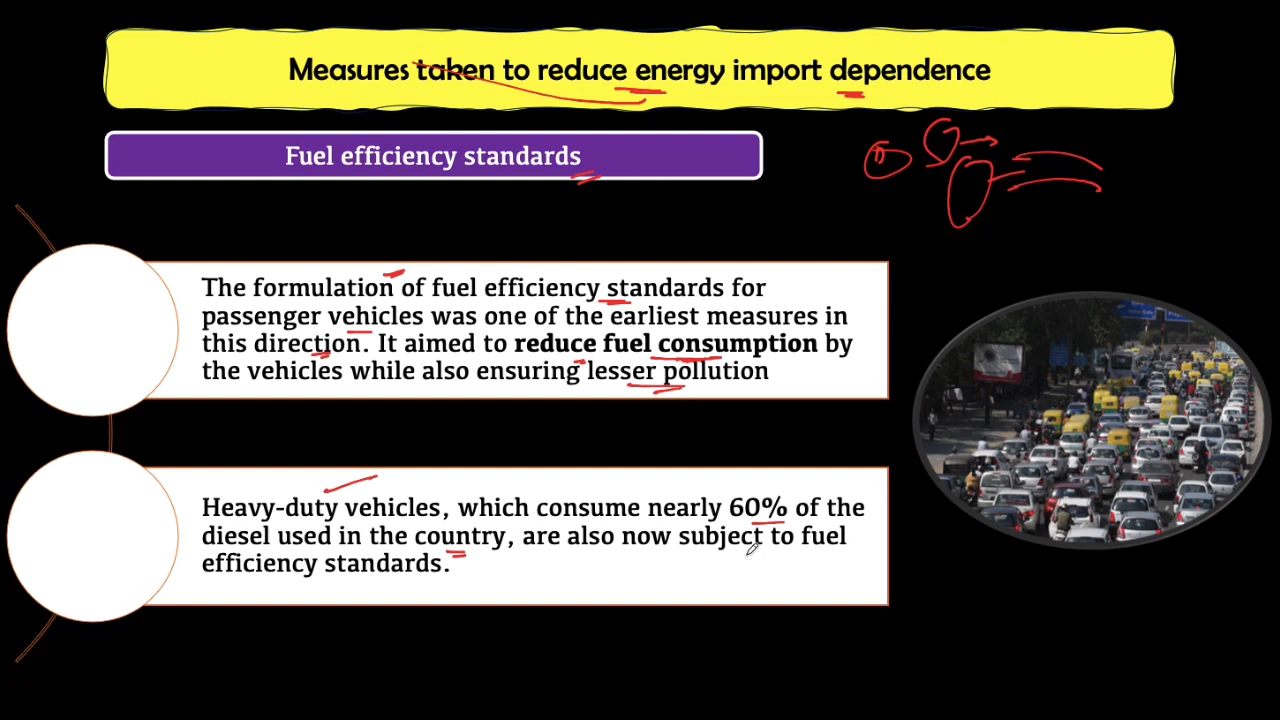 Measures taken to reduce energy import dependence
Fuel efficiency standards
The formulation of fuel efficiency standards for
passenger vehicles was one of the earliest measures in
this direction. It aimed to reduce fuel consumption by
the vehicles while also ensuring lesser pollution
Heavy-duty vehicles, which consume nearly 60% of the
diesel used in the country, are also now subject to fuel
efficiency standards.